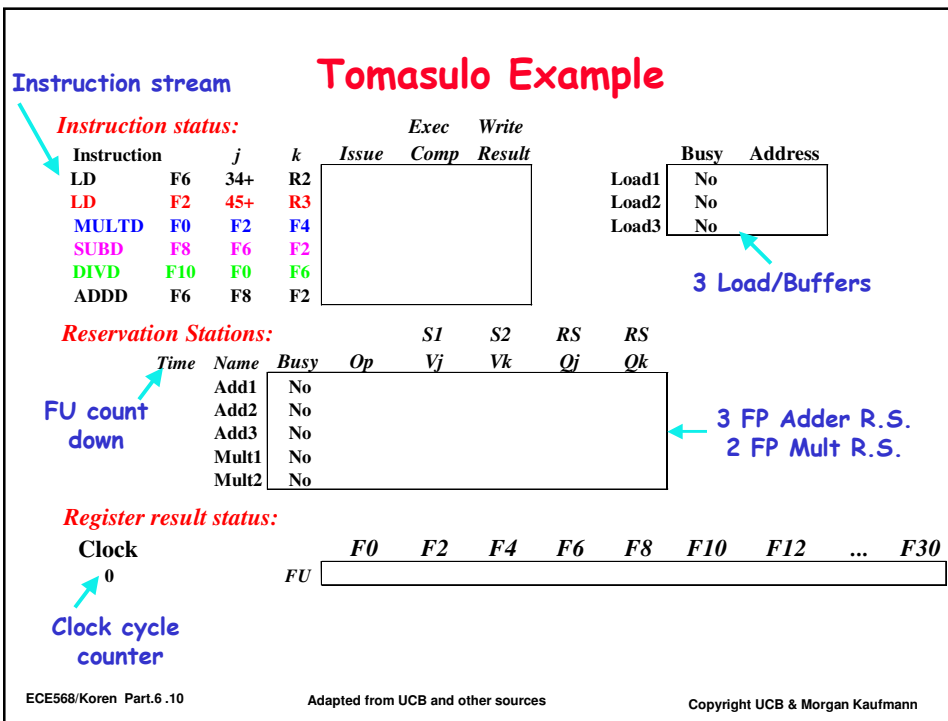 Tomasulo Example
Instruction stream
Instruction status: Exec Write
Instruction j k Issue Comp Result Busy Address
LD F6 34+ R2 Load1 No
LD F2 45+ R3 Load2 No
MULTD F0 F2 F4 Load3 No
SUBD F8 F6 F2
DIVD F10 F0 F6
ADDD F6 F8 F2
3 Load/Buffers
Reservation Stations: S1 S2 RS RS
Time Name Busy Op Vj Vk Qj Qk
Add1 No
Add2 No
Add3 No
Mult1 No
Mult2 No
FU count
down
3 FP Adder R.S.
2 FP Mult R.S.
Register result status:
Clock F0 F2 F4 F6 F8 F10 F12 ... F30
0 FU
Clock cycle
counter
ECE568/Koren Part.6 .10 Adapted from UCB and other sources Copyright UCB & Morgan Kaufmann